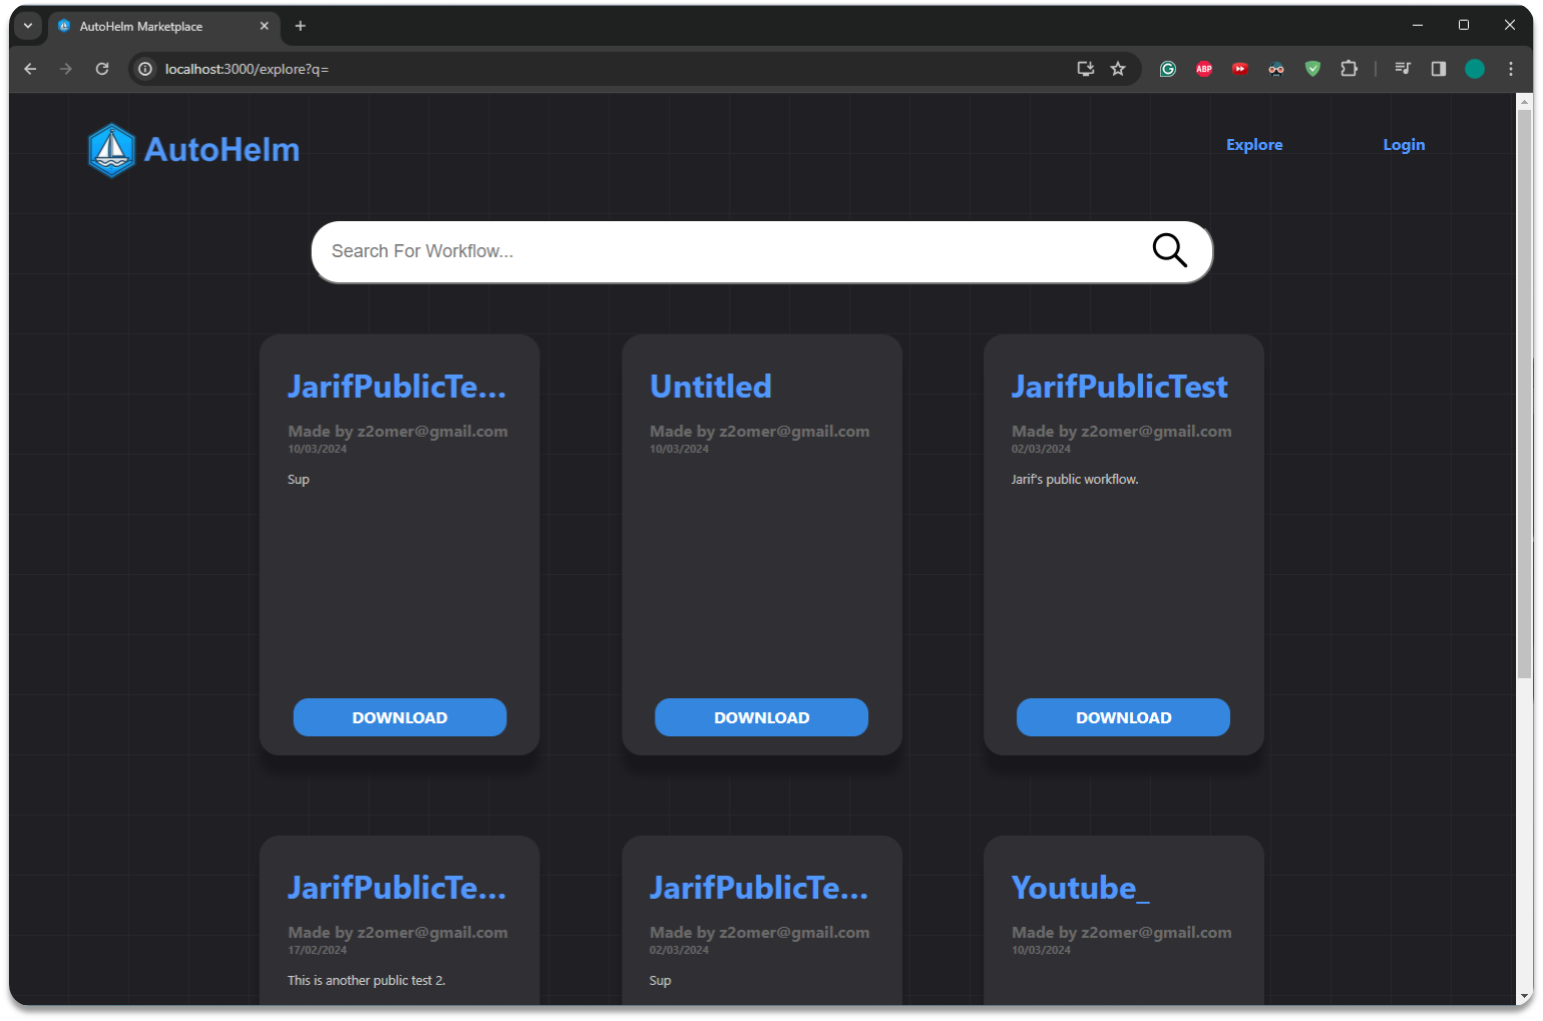 AutoHelm Marketplace
localhost:3000/explore?q=
ABP
AutoHelm
Explore
Login
Search For Workflow...
JarifPublicTe...
Made by z2omer@gmail.com
10/03/2024
Sup
DOWNLOAD
Untitled
Made by z2omer@gmail.com
10/03/2024
DOWNLOAD
JarifPublicTest
Made by z2omer@gmail.com
02/03/2024
Jarif's public workflow.
DOWNLOAD
JarifPublicTe...
Made by z2omer@gmail.com
17/02/2024
This is another public test 2.
JarifPublicTe...
Made by z2omer@gmail.com
02/03/2024
Sup
Youtube_
Made by z2omer@gmail.com
10/03/2024